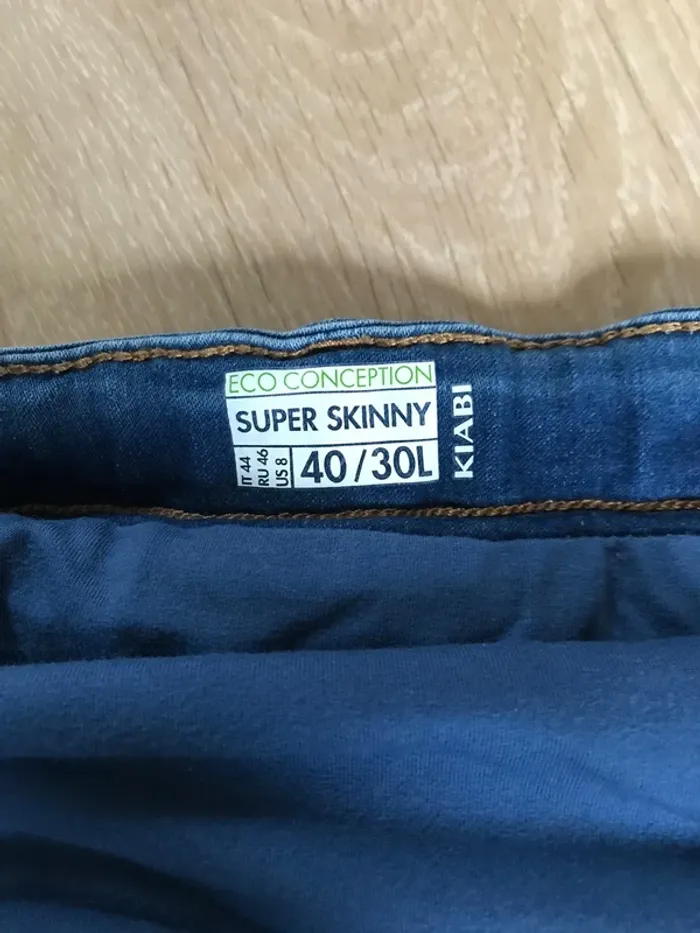 ECO CONCEPTION
SUPER SKINNY
IT 44
RU 46
US 8
40/30L
KIABI